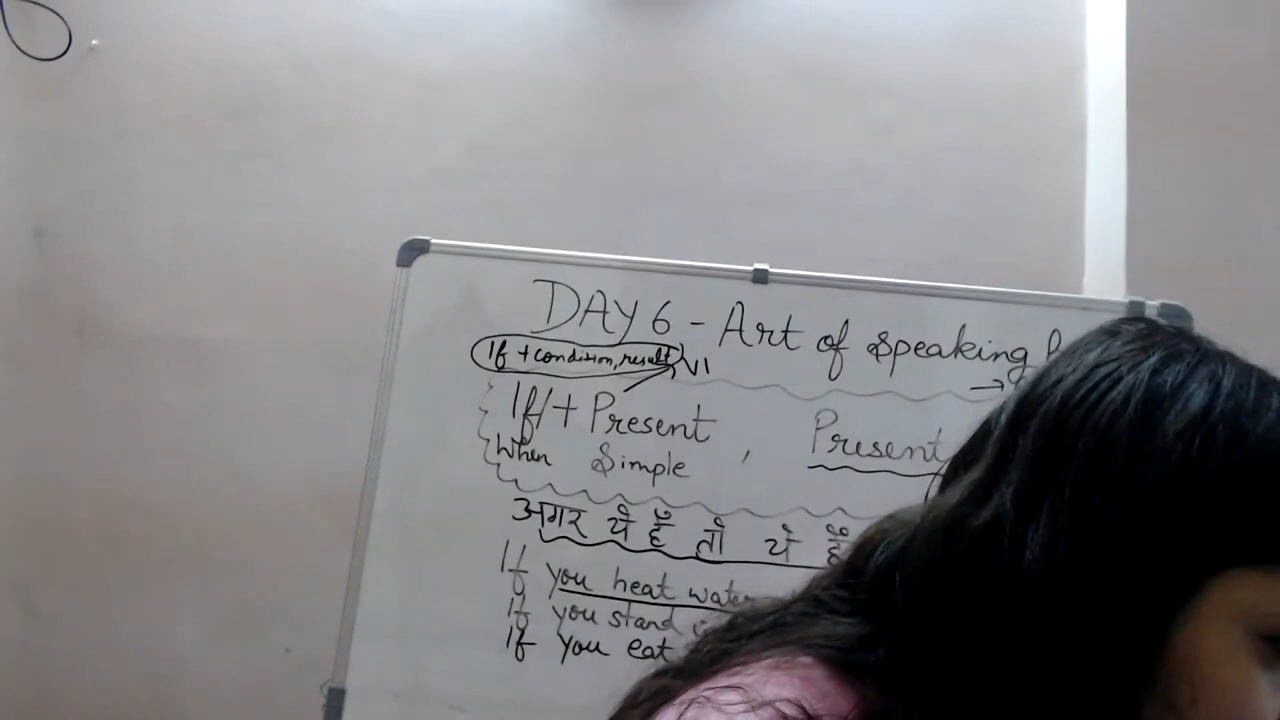 DAY 6 - Art of Speaking
If + condition, result V1
If/ + Present , Present
When Simple
अगर ये है तो ये है
If you heat water
If you stand
If you eat